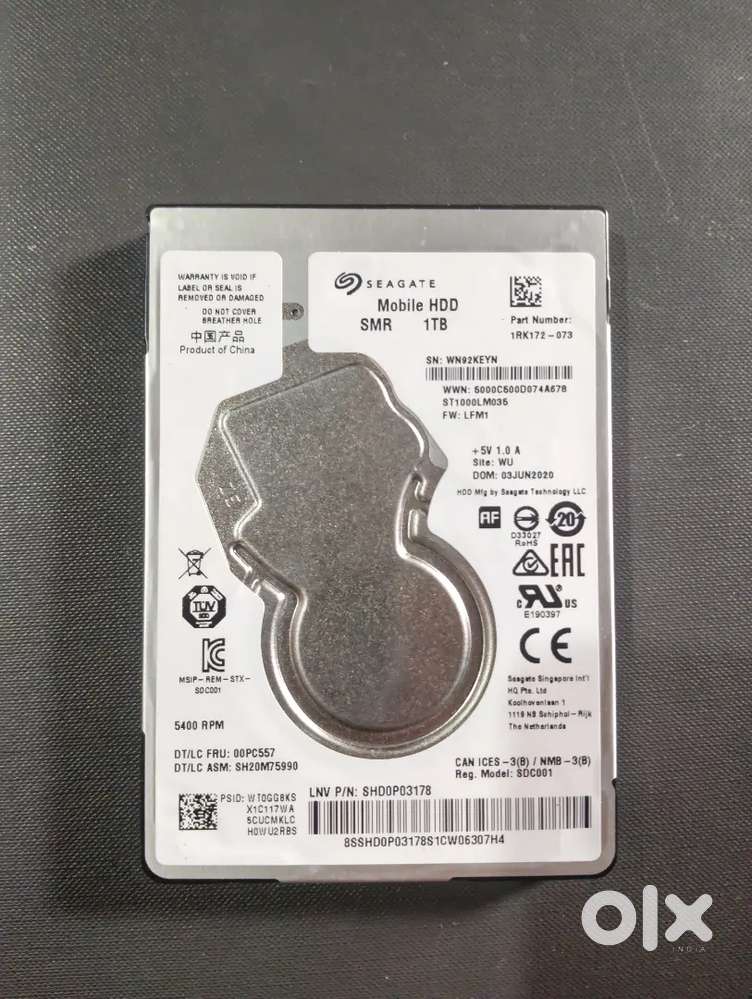 WARRANTY IS VOID IF
LABEL OR SEAL IS
REMOVED OR DAMAGED
DO NOT COVER
BREATHER HOLE
中国产品
Product of China
SEAGATE
Mobile HDD
SMR 1TB
Part Number:
1RK172-073
SN: WN92KEYN
WWN: 5000C500D074A678
ST1000LM035
FW: LFM1
+5V 1.0 A
Site: WU
DOM: 03JUN2020
HDD Mfg by Seagate Technology LLC
AF
20
D33027
RoHS
EAC
c US
E190397
CE
TUV
MSIP-REM-STX-
SDC001
Seagate Singapore Int'l
HQ Pte. Ltd
Koolhovenlaan 1
1119 NB Schiphol-Rijk
The Netherlands
5400 RPM
DT/LC FRU: 00PC557
DT/LC ASM: SH20M75990
CAN ICES-3(B) / NMB-3(B)
Reg. Model: SDC001
PSID: WT0GG8KS
X1C117WA
5CUCMKLC
H0WU2RBS
LNV P/N: SHD0P03178
8SSHD0P03178S1CW06307H4
olx
INDIA